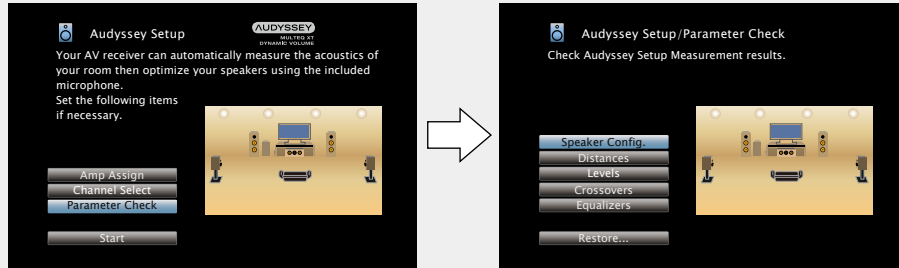 Audyssey Setup
AUDYSSEY
MULTEQ XT
DYNAMIC VOLUME
Your AV receiver can automatically measure the acoustics of
your room then optimize your speakers using the included
microphone.
Set the following items
if necessary.
Amp Assign
Channel Select
Parameter Check
Start
Audyssey Setup/Parameter Check
Check Audyssey Setup Measurement results.
Speaker Config.
Distances
Levels
Crossovers
Equalizers
Restore...